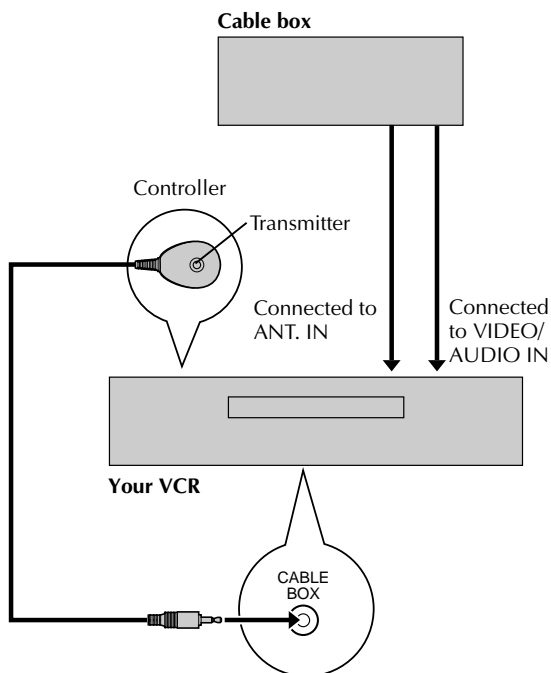 Cable box
Controller
Transmitter
Connected to
ANT. IN
Connected
to VIDEO/
AUDIO IN
Your VCR
CABLE
BOX